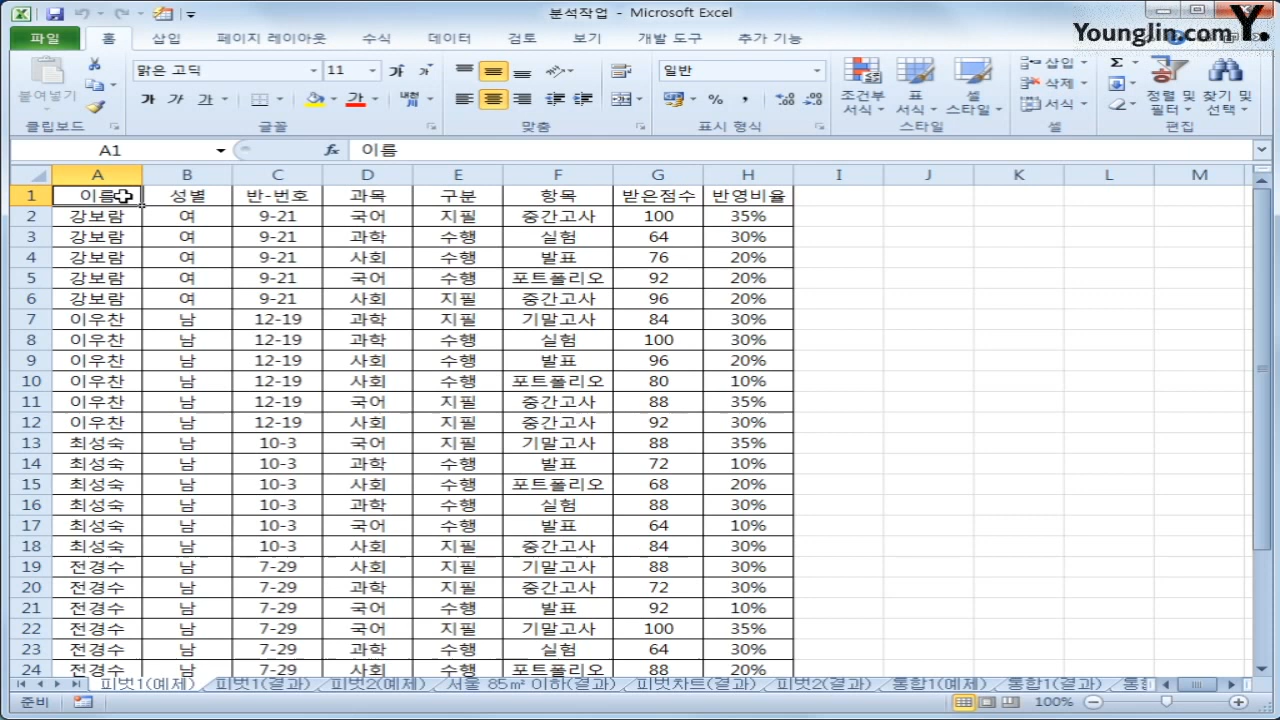 분석작업 - Microsoft Excel
YoungJin.com Y.
파일 홈 삽입 페이지 레이아웃 수식 데이터 검토 보기 개발 도구 추가 기능
붙여넣기 맑은 고딕 11 가 가 일반 조건부 서식 표 서식 셀 스타일 삽입 삭제 서식 Σ 정렬 및 필터 찾기 및 선택
가 가 가 가 % ,
클립보드 글꼴 맞춤 표시 형식 스타일 셀 편집
A1 fx 이름
A B C D E F G H I J K L M
1 이름 성별 반-번호 과목 구분 항목 받은점수 반영비율
2 강보람 여 9-21 국어 지필 중간고사 100 35%
3 강보람 여 9-21 과학 수행 실험 64 30%
4 강보람 여 9-21 사회 수행 발표 76 20%
5 강보람 여 9-21 국어 수행 포트폴리오 92 20%
6 강보람 여 9-21 사회 지필 중간고사 96 20%
7 이우찬 남 12-19 과학 지필 기말고사 84 30%
8 이우찬 남 12-19 과학 수행 실험 100 30%
9 이우찬 남 12-19 사회 수행 발표 96 20%
10 이우찬 남 12-19 사회 수행 포트폴리오 80 10%
11 이우찬 남 12-19 국어 지필 중간고사 88 35%
12 이우찬 남 12-19 사회 지필 중간고사 92 30%
13 최성숙 남 10-3 국어 지필 기말고사 88 35%
14 최성숙 남 10-3 과학 수행 발표 72 10%
15 최성숙 남 10-3 사회 수행 포트폴리오 68 20%
16 최성숙 남 10-3 과학 수행 실험 88 30%
17 최성숙 남 10-3 국어 수행 발표 64 10%
18 최성숙 남 10-3 사회 지필 중간고사 84 30%
19 전경수 남 7-29 사회 지필 기말고사 88 30%
20 전경수 남 7-29 과학 지필 중간고사 72 30%
21 전경수 남 7-29 국어 수행 발표 92 10%
22 전경수 남 7-29 국어 지필 기말고사 100 35%
23 전경수 남 7-29 과학 수행 실험 64 30%
24 전경수 남 7-29 사회 수행 포트폴리오 88 20%
피벗1(예제) 피벗1(결과) 피벗2(예제) 서울 85㎡ 이하(결과) 피벗차트(결과) 피벗2(결과) 통합1(예제) 통합1(결과)
준비 100%